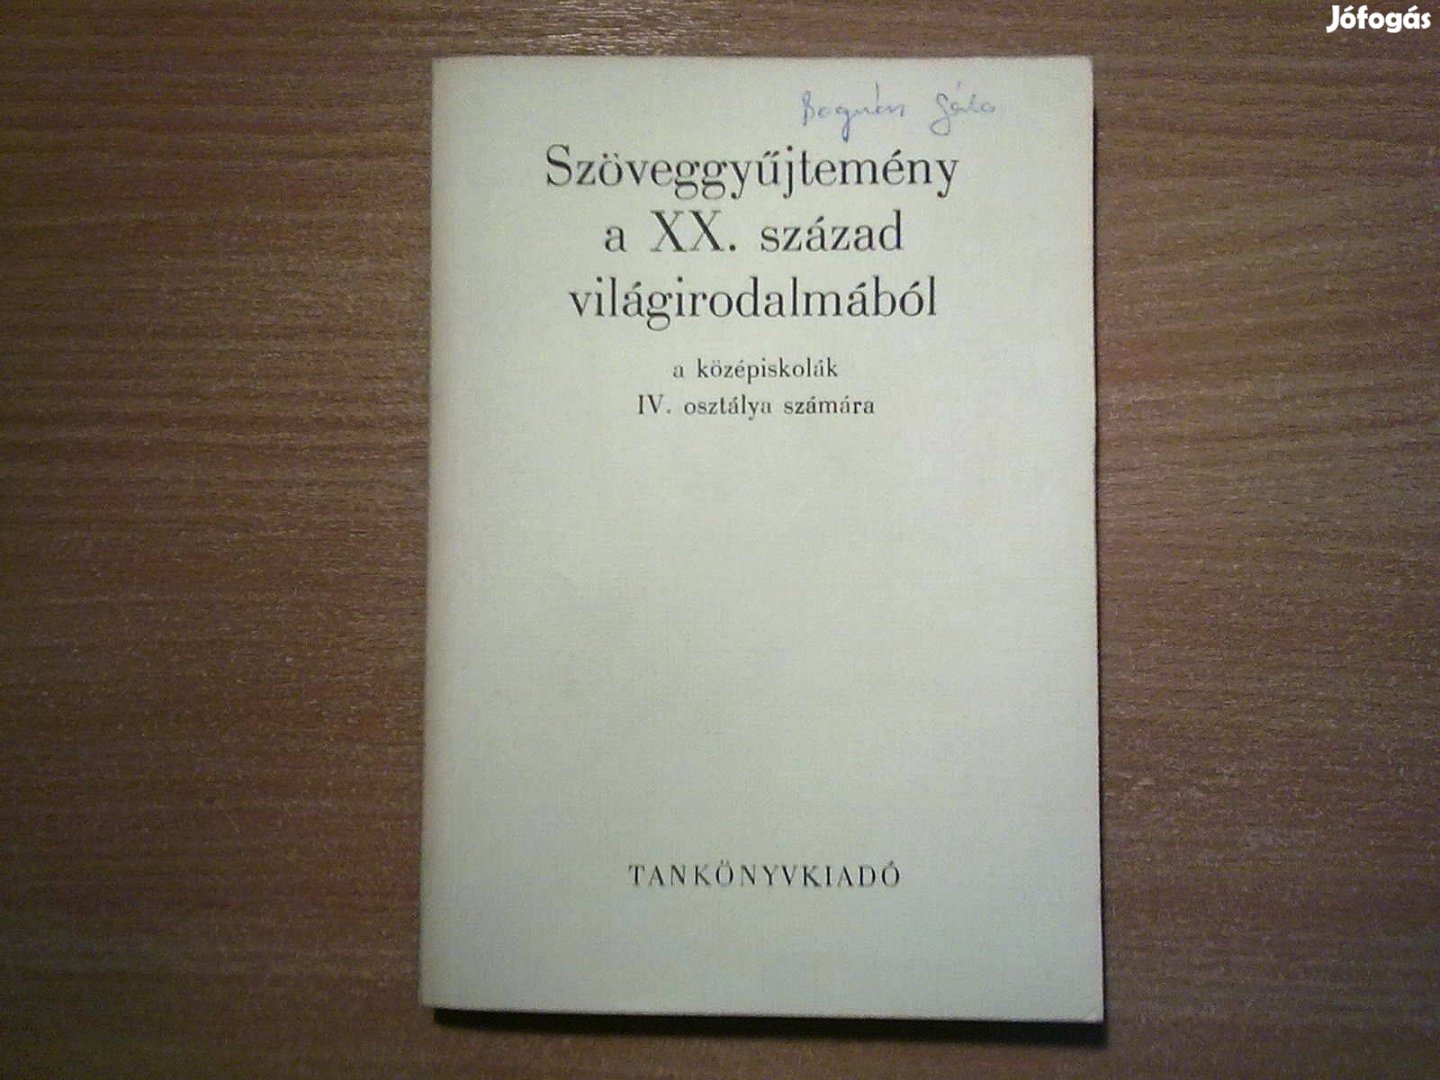 Jófogás
Szöveggyűjtemény
a XX. század
világirodalmából
a középiskolák
IV. osztálya számára
TANKÖNYVKIADÓ